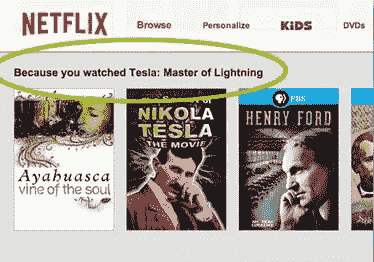 NETFLIX
Browse
Personalize
KiDS
DVDs
Because you watched Tesla: Master of Lightning
Ayahuasca
vine of the soul
NIKOLA
TESLA
THE MOVIE
PBS
HENRY FORD